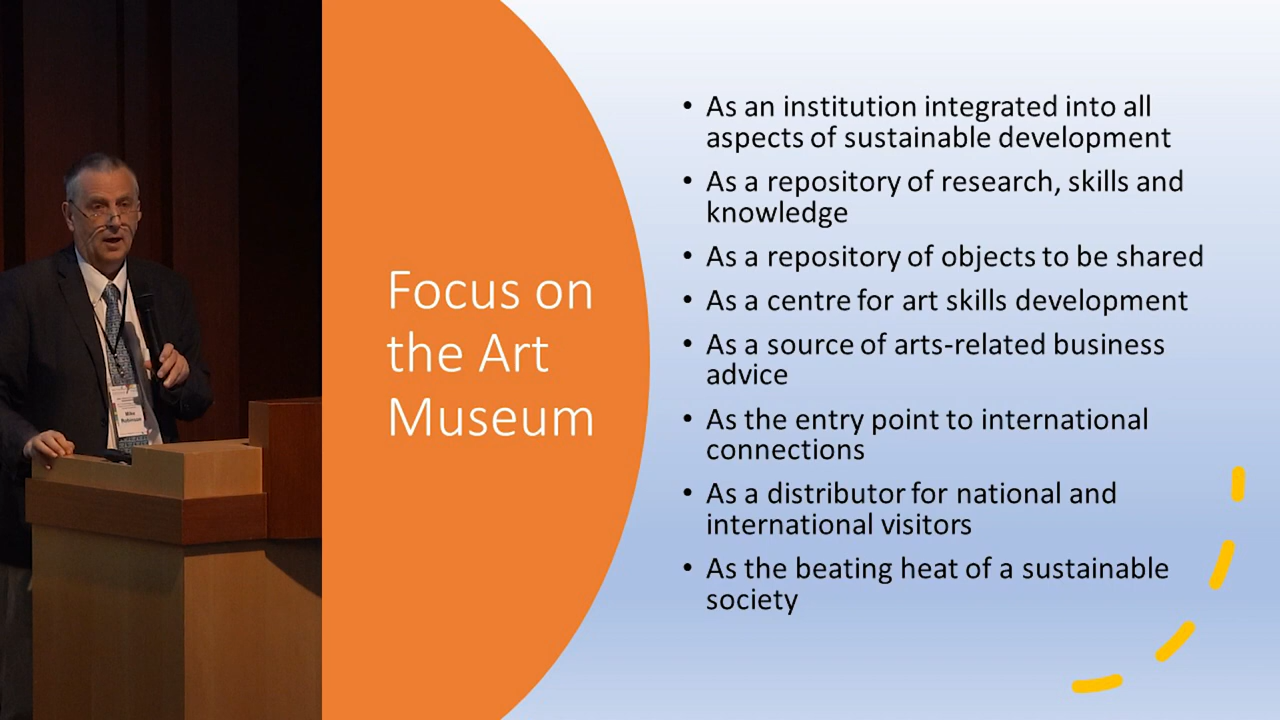 Focus on
the Art
Museum
• As an institution integrated into all
aspects of sustainable development
• As a repository of research, skills and
knowledge
• As a repository of objects to be shared
• As a centre for art skills development
• As a source of arts-related business
advice
• As the entry point to international
connections
• As a distributor for national and
international visitors
• As the beating heat of a sustainable
society
Mike
Robinson